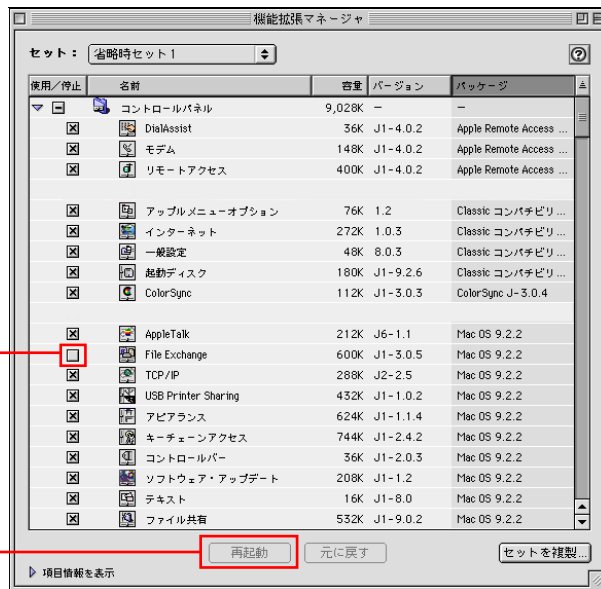 機能拡張マネージャ
セット： 省略時セット1
使用／停止 名前 容量 バージョン パッケージ
コントロールパネル 9,028K － －
DialAssist 36K J1-4.0.2 Apple Remote Access ...
モデム 148K J1-4.0.2 Apple Remote Access ...
リモートアクセス 400K J1-4.0.2 Apple Remote Access ...
アップルメニューオプション 76K 1.2 Classic コンパチビリ...
インターネット 272K 1.0.3 Classic コンパチビリ...
一般設定 48K 8.0.3 Classic コンパチビリ...
起動ディスク 180K J1-9.2.6 Classic コンパチビリ...
ColorSync 112K J1-3.0.3 ColorSync J-3.0.4
AppleTalk 212K J6-1.1 Mac OS 9.2.2
File Exchange 600K J1-3.0.5 Mac OS 9.2.2
TCP/IP 288K J2-2.5 Mac OS 9.2.2
USB Printer Sharing 432K J1-1.0.2 Mac OS 9.2.2
アピアランス 624K J1-1.1.4 Mac OS 9.2.2
キーチェーンアクセス 744K J1-2.4.2 Mac OS 9.2.2
コントロールバー 36K J1-2.0.3 Mac OS 9.2.2
ソフトウェア・アップデート 208K J1-1.2 Mac OS 9.2.2
テキスト 16K J1-8.0 Mac OS 9.2.2
ファイル共有 532K J1-9.0.2 Mac OS 9.2.2
再起動 元に戻す セットを複製...
項目情報を表示